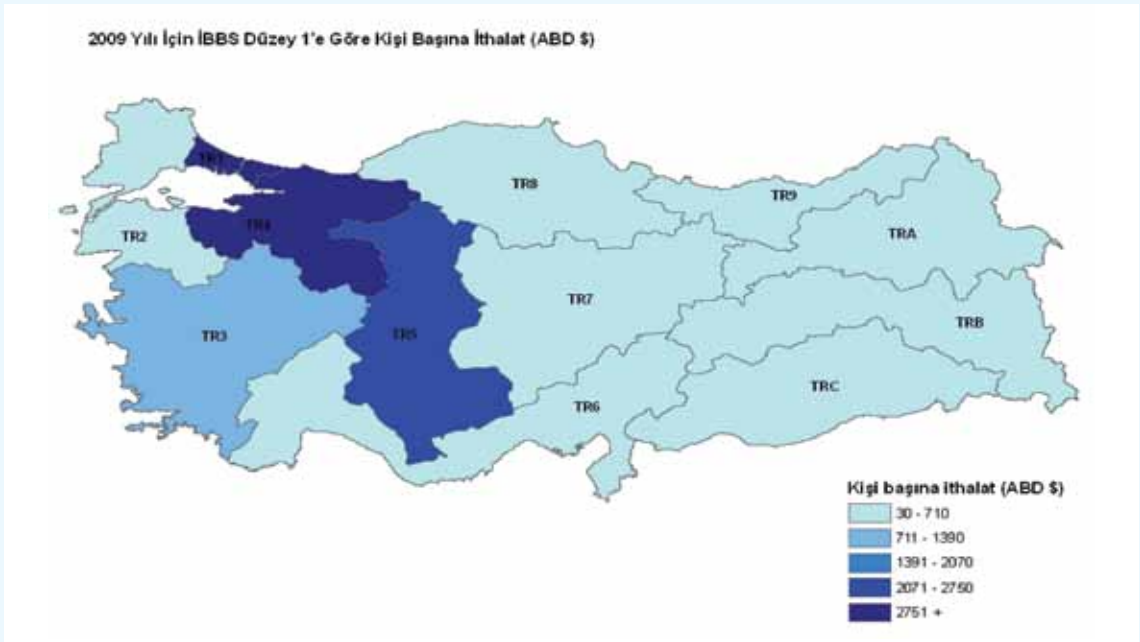 2009 Yılı İçin İBBS Düzey 1'e Göre Kişi Başına İthalat (ABD $)
TR1
TR8
TR9
TR4
TR2
TRA
TR7
TRB
TR3
TR5
TRC
TR6
Kişi başına ithalat (ABD $)
30 - 710
711 - 1390
1391 - 2070
2071 - 2750
2751 +